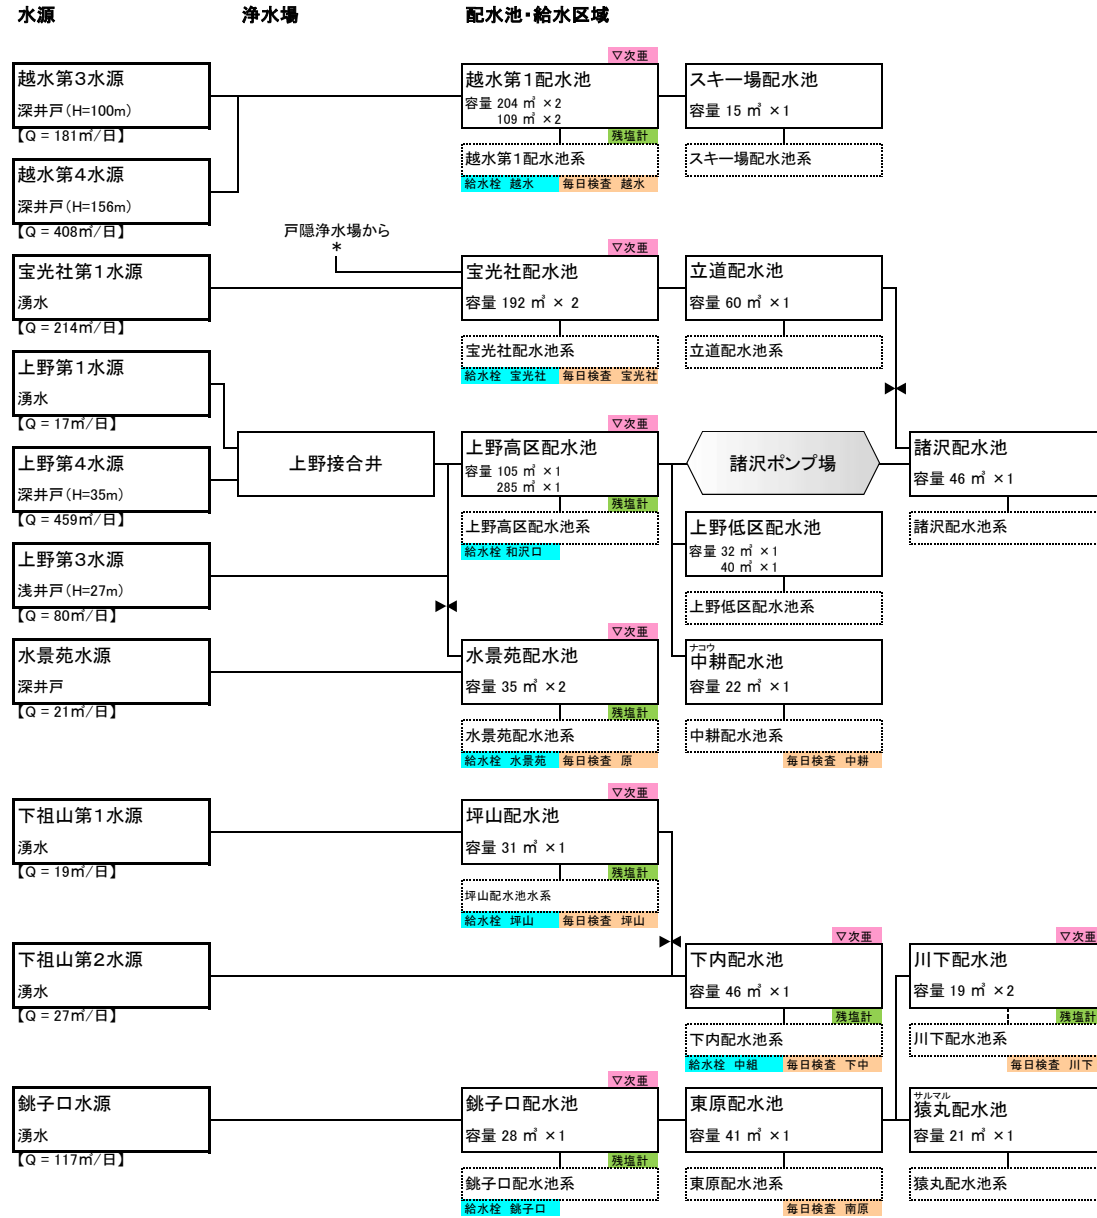 水源
浄水場
配水池・給水区域
▽次亜
越水第3水源
深井戸(H=100m)
【Q = 181㎥/日】
越水第1配水池
容量 204 ㎥ ×2
109 ㎥ ×2
残塩計
越水第1配水池系
給水栓 越水
毎日検査 越水
スキー場配水池
容量 15 ㎥ ×1
スキー場配水池系
越水第4水源
深井戸(H=156m)
【Q = 408㎥/日】
戸隠浄水場から
*
▽次亜
宝光社第1水源
湧水
【Q = 214㎥/日】
宝光社配水池
容量 192 ㎥ × 2
宝光社配水池系
給水栓 宝光社
毎日検査 宝光社
立道配水池
容量 60 ㎥ ×1
立道配水池系
上野第1水源
湧水
【Q = 17㎥/日】
上野第4水源
深井戸(H=35m)
【Q = 459㎥/日】
上野接合井
▽次亜
上野高区配水池
容量 105 ㎥ ×1
285 ㎥ ×1
残塩計
上野高区配水池系
給水栓 和沢口
諸沢ポンプ場
諸沢配水池
容量 46 ㎥ ×1
諸沢配水池系
上野低区配水池
容量 32 ㎥ ×1
40 ㎥ ×1
上野低区配水池系
上野第3水源
浅井戸(H=27m)
【Q = 80㎥/日】
水景苑水源
深井戸
【Q = 21㎥/日】
▽次亜
水景苑配水池
容量 35 ㎥ ×2
残塩計
水景苑配水池系
給水栓 水景苑
毎日検査 原
ナコウ
中耕配水池
容量 22 ㎥ ×1
中耕配水池系
毎日検査 中耕
下祖山第1水源
湧水
【Q = 19㎥/日】
▽次亜
坪山配水池
容量 31 ㎥ ×1
残塩計
坪山配水池水系
給水栓 坪山
毎日検査 坪山
下祖山第2水源
湧水
【Q = 27㎥/日】
▽次亜
下内配水池
容量 46 ㎥ ×1
残塩計
下内配水池系
給水栓 中組
毎日検査 下中
▽次亜
川下配水池
容量 19 ㎥ ×2
残塩計
川下配水池系
毎日検査 川下
銚子口水源
湧水
【Q = 117㎥/日】
▽次亜
銚子口配水池
容量 28 ㎥ ×1
残塩計
銚子口配水池系
給水栓 銚子口
東原配水池
容量 41 ㎥ ×1
東原配水池系
毎日検査 南原
サルマル
猿丸配水池
容量 21 ㎥ ×1
猿丸配水池系